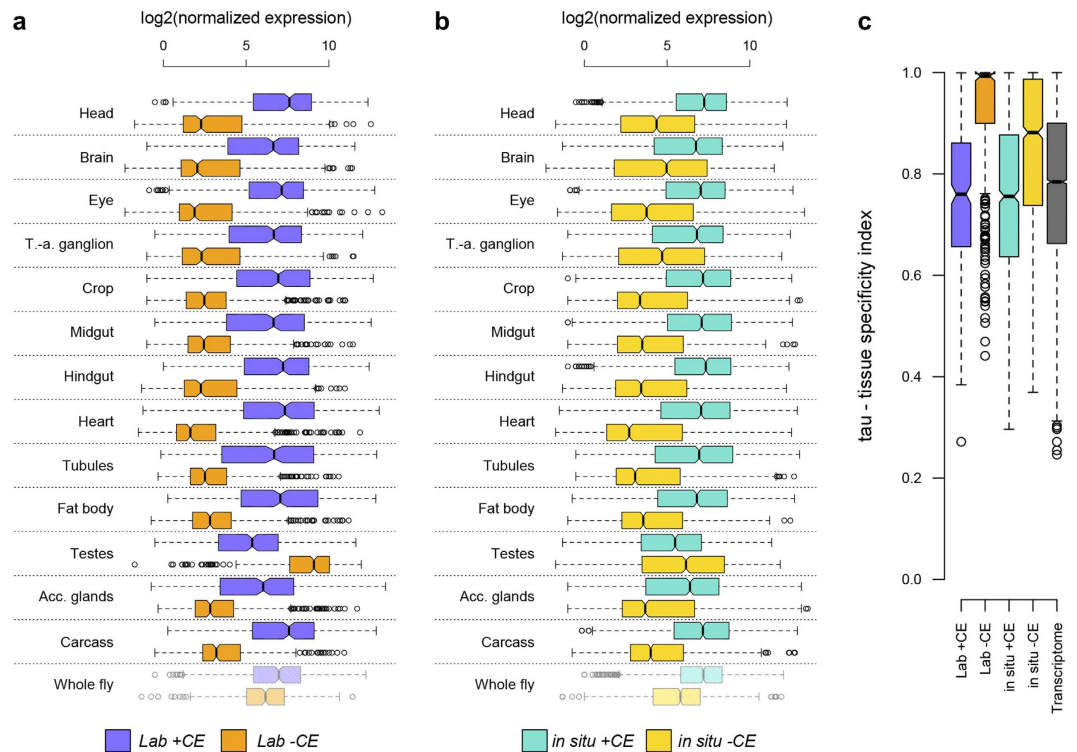 a
log2(normalized expression)
0 5 10
Head
Brain
Eye
T.-a. ganglion
Crop
Midgut
Hindgut
Heart
Tubules
Fat body
Testes
Acc. glands
Carcass
Whole fly
Lab +CE Lab -CE
b
log2(normalized expression)
0 5 10
Head
Brain
Eye
T.-a. ganglion
Crop
Midgut
Hindgut
Heart
Tubules
Fat body
Testes
Acc. glands
Carcass
Whole fly
in situ +CE in situ -CE
c
tau - tissue specificity index
1.0
0.8
0.6
0.4
0.2
0.0
Lab +CE
Lab -CE
in situ +CE
in situ -CE
Transcriptome